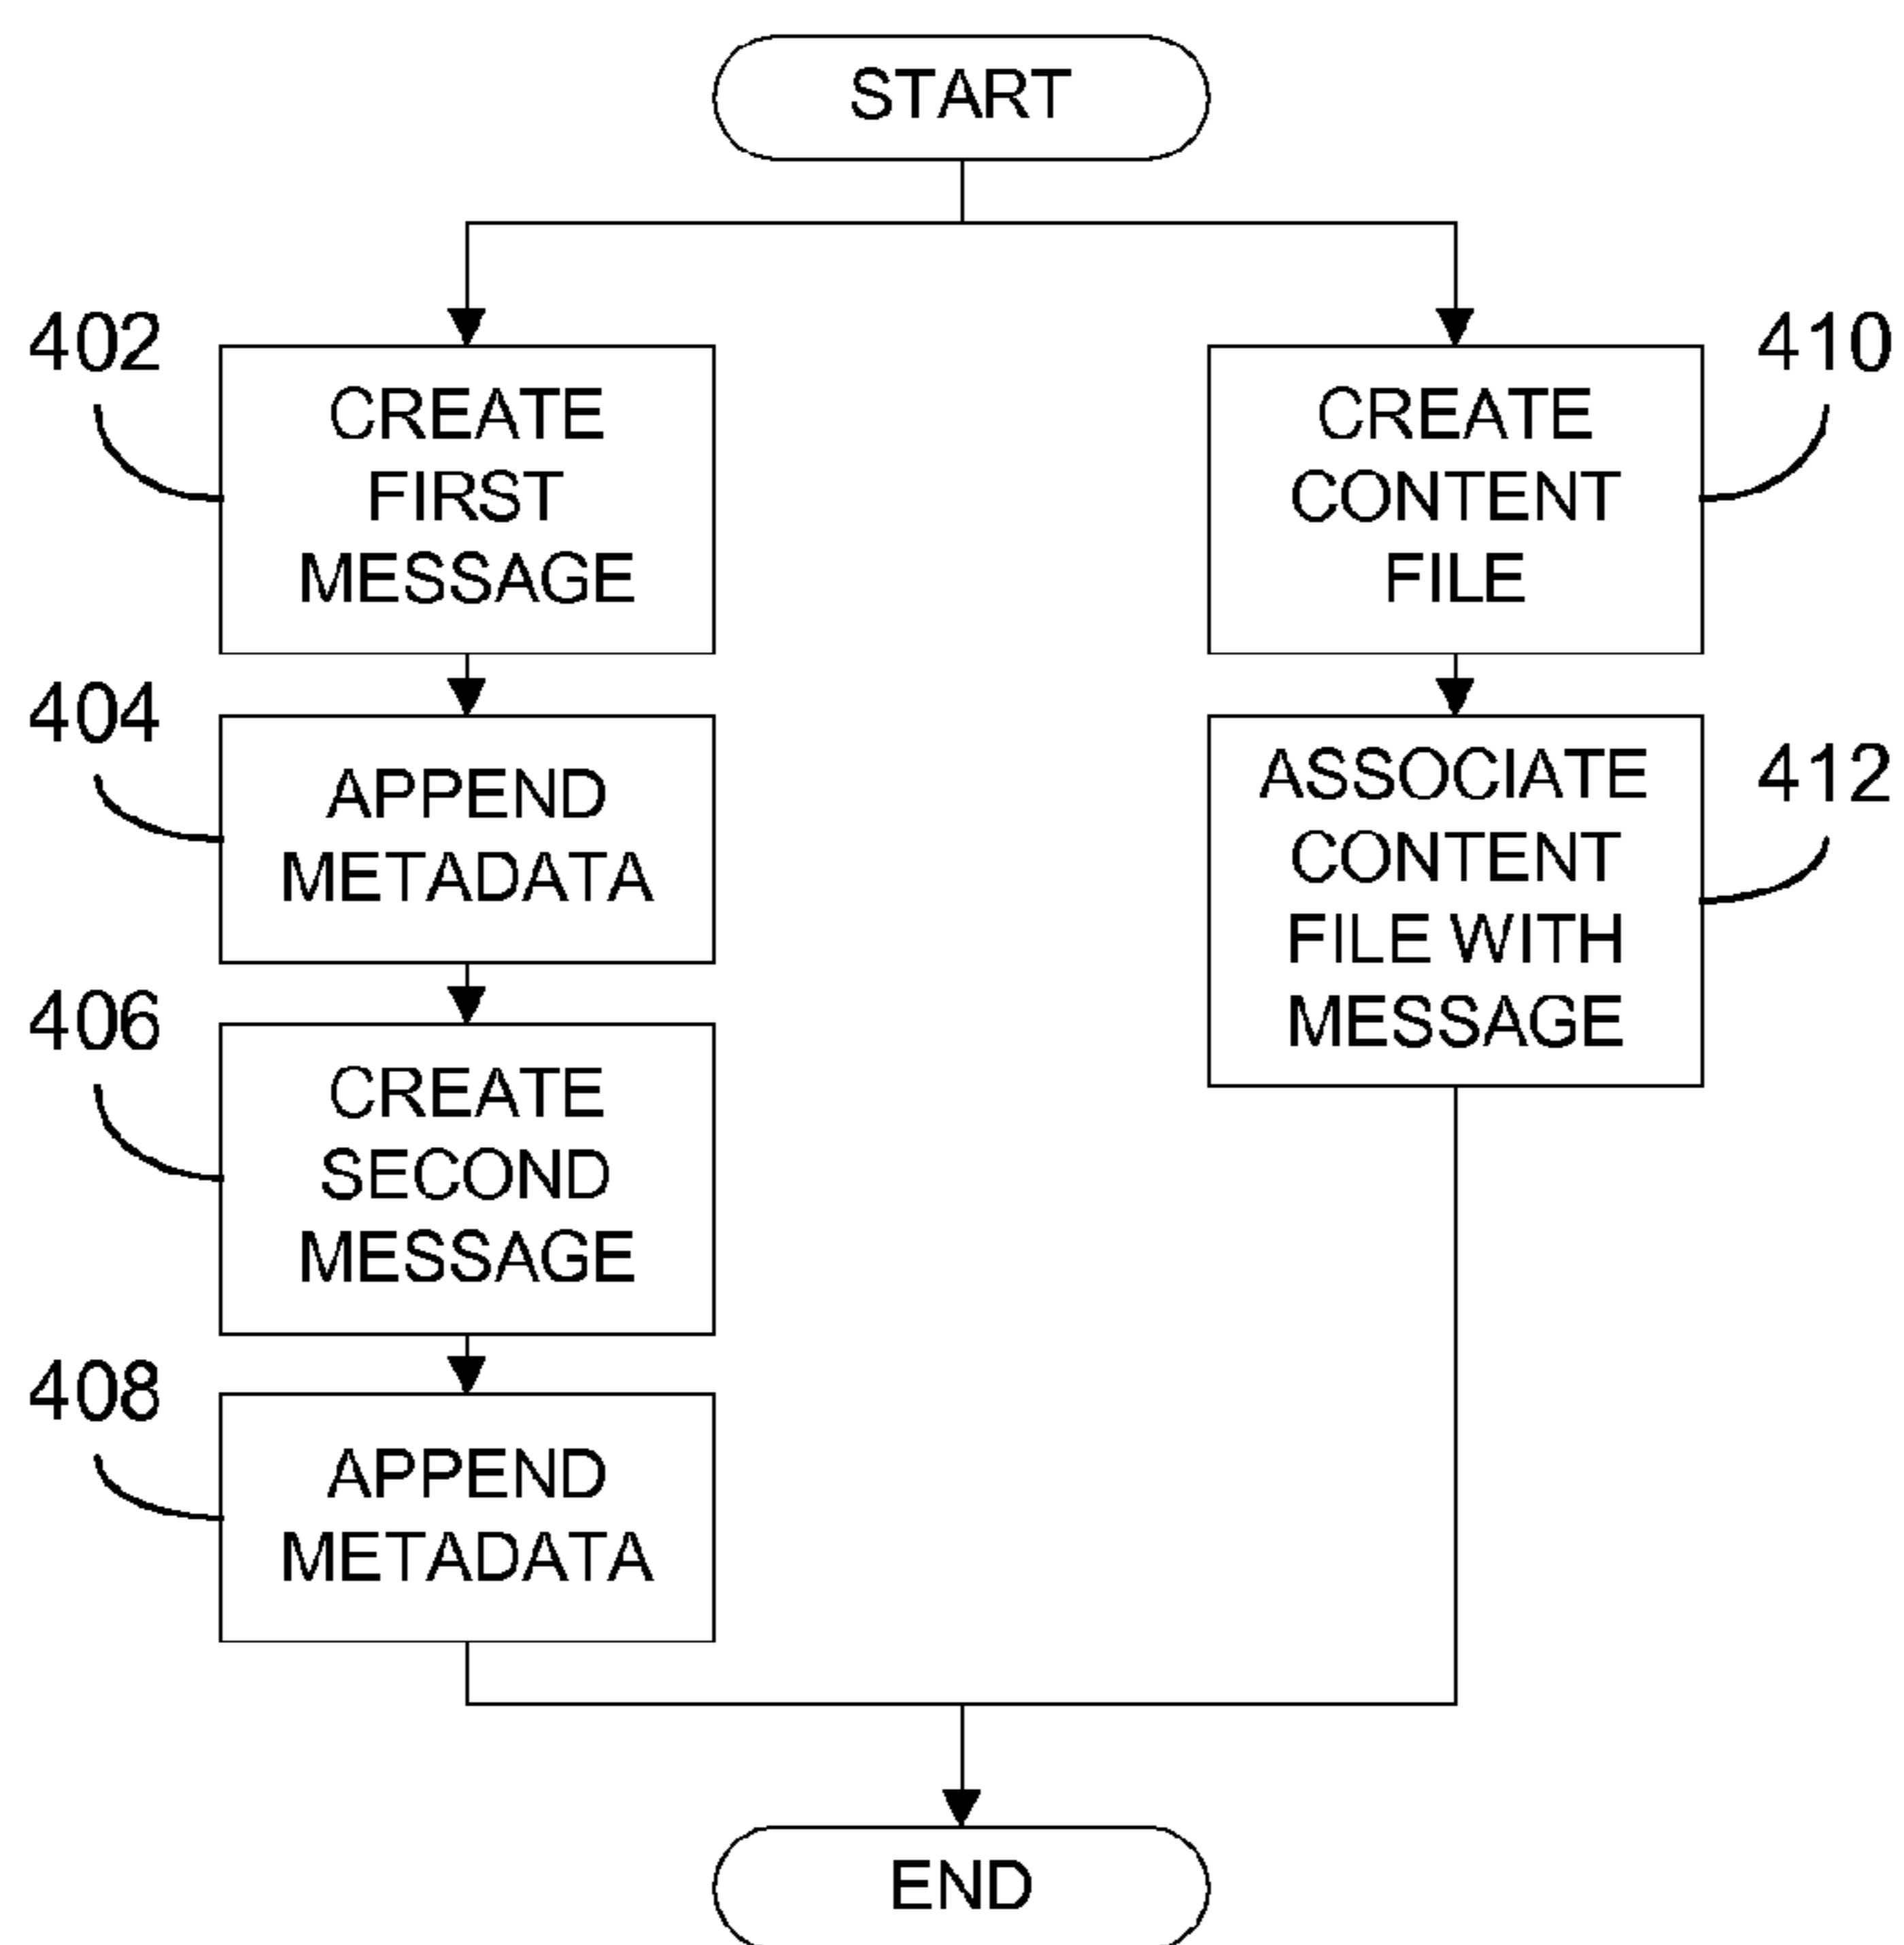 START
402
CREATE
FIRST
MESSAGE
404
APPEND
METADATA
406
CREATE
SECOND
MESSAGE
408
APPEND
METADATA
410
CREATE
CONTENT
FILE
412
ASSOCIATE
CONTENT
FILE WITH
MESSAGE
END